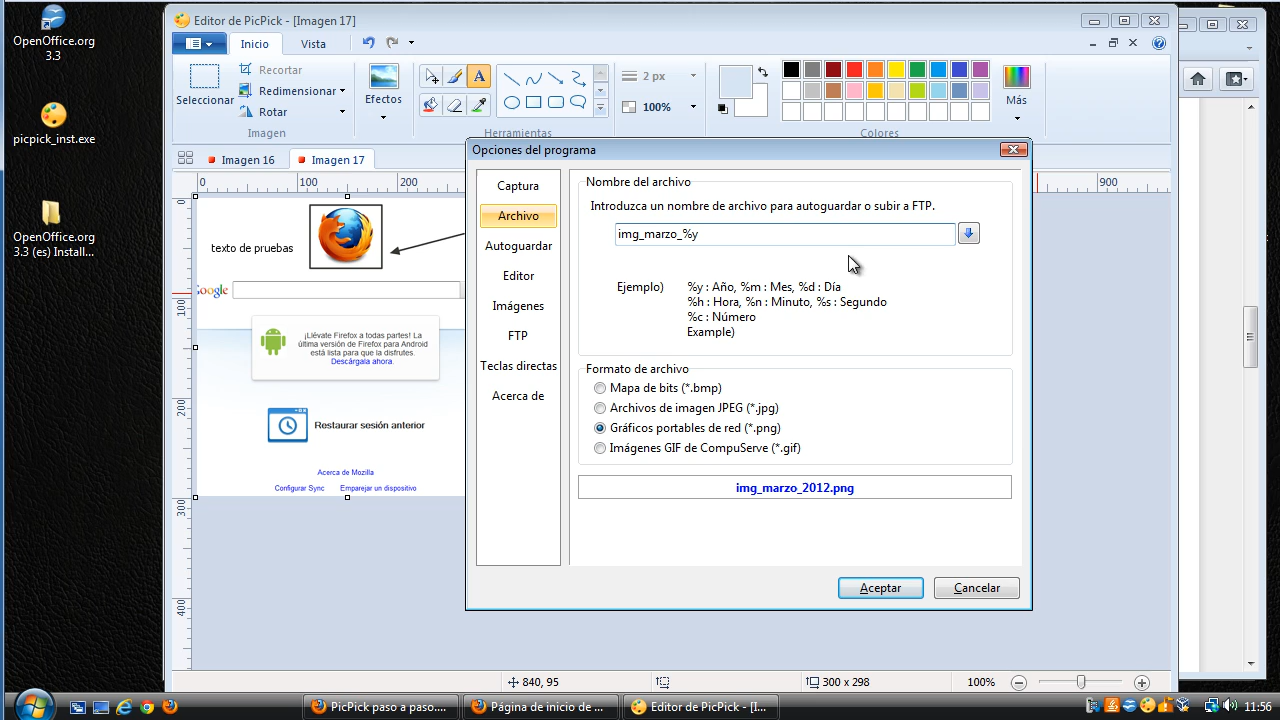 OpenOffice.org
3.3
picpick_inst.exe
OpenOffice.org
3.3 (es) Install...
Editor de PicPick - [Imagen 17]
Inicio
Vista
Seleccionar
Recortar
Redimensionar
Rotar
Imagen
Efectos
A
Herramientas
2 px
100%
Más
Colores
Imagen 16
Imagen 17
0
100
200
900
0
100
200
300
400
texto de pruebas
oogle
¡Llévate Firefox a todas partes! La
última versión de Firefox para Android
está lista para que la disfrutes.
Descárgala ahora.
Restaurar sesión anterior
Acerca de Mozilla
Configurar Sync
Emparejar un dispositivo
Opciones del programa
Captura
Archivo
Autoguardar
Editor
Imágenes
FTP
Teclas directas
Acerca de
Nombre del archivo
Introduzca un nombre de archivo para autoguardar o subir a FTP.
img_marzo_%y
Ejemplo) %y : Año, %m : Mes, %d : Día
%h : Hora, %n : Minuto, %s : Segundo
%c : Número
Example)
Formato de archivo
Mapa de bits (*.bmp)
Archivos de imagen JPEG (*.jpg)
Gráficos portables de red (*.png)
Imágenes GIF de CompuServe (*.gif)
img_marzo_2012.png
Aceptar
Cancelar
840, 95
300 x 298
100%
PicPick paso a paso....
Página de inicio de ...
Editor de PicPick - [I...
11:56